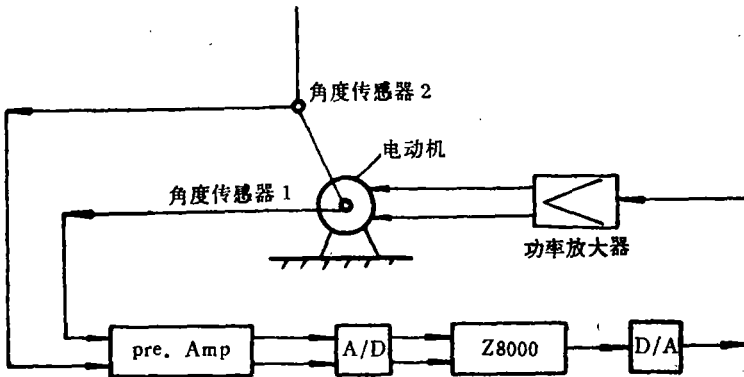 角度传感器2
电动机
角度传感器1
功率放大器
pre. Amp
A/D
Z8000
D/A